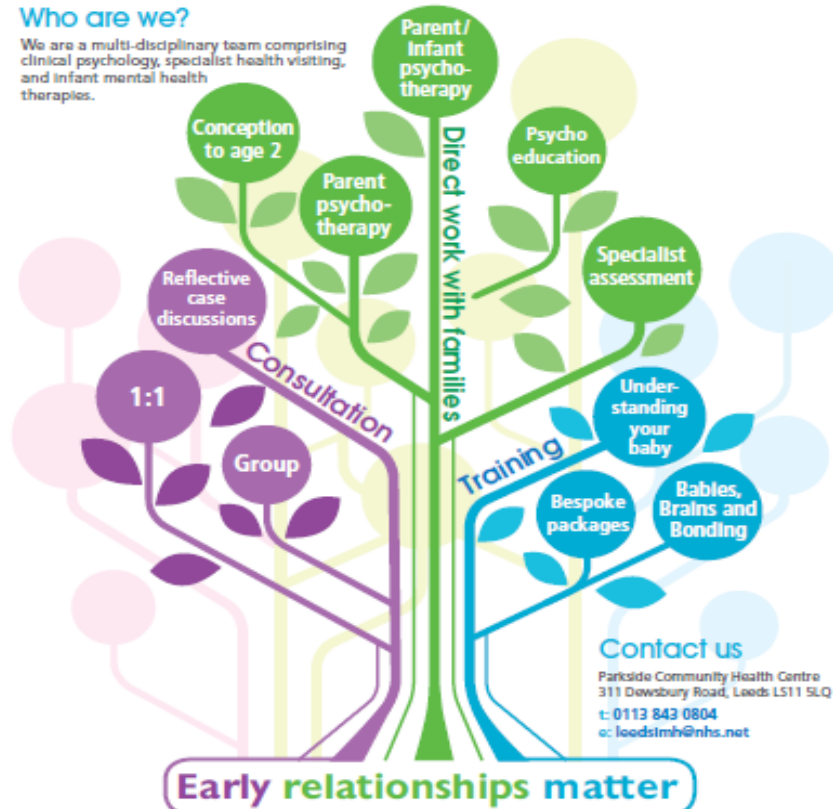 Who are we?
We are a multi-disciplinary team comprising
clinical psychology, specialist health visiting,
and infant mental health
therapies.
Parent/
Infant
psycho-
therapy
Conception
to age 2
Psycho
education
Parent
psycho-
therapy
Direct work with families
Specialist
assessment
Reflective
case
discussions
Consultation
1:1
Group
Under-
standing
your
baby
Training
Bespoke
packages
Babies,
Brains and
Bonding
Contact us
Parkside Community Health Centre
311 Dewsbury Road, Leeds LS11 5LQ
t: 0113 843 0804
e: leedsimh@nhs.net
Early relationships matter